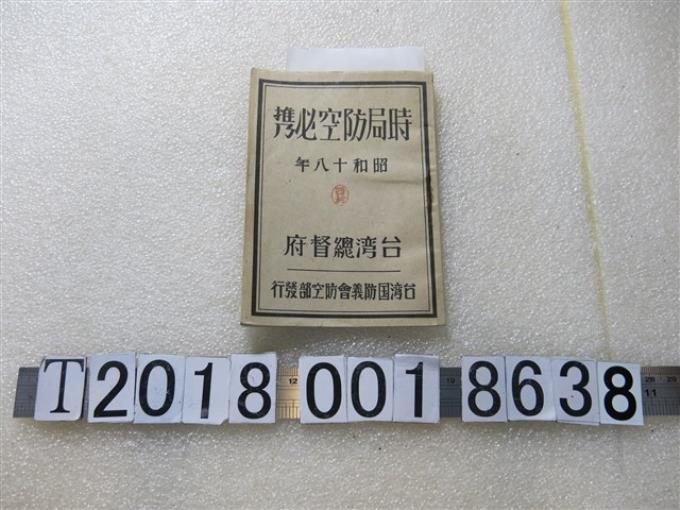 時局防空必携
昭和十八年
台湾總督府
台湾国防義會防空部發行
T2018 001 8638